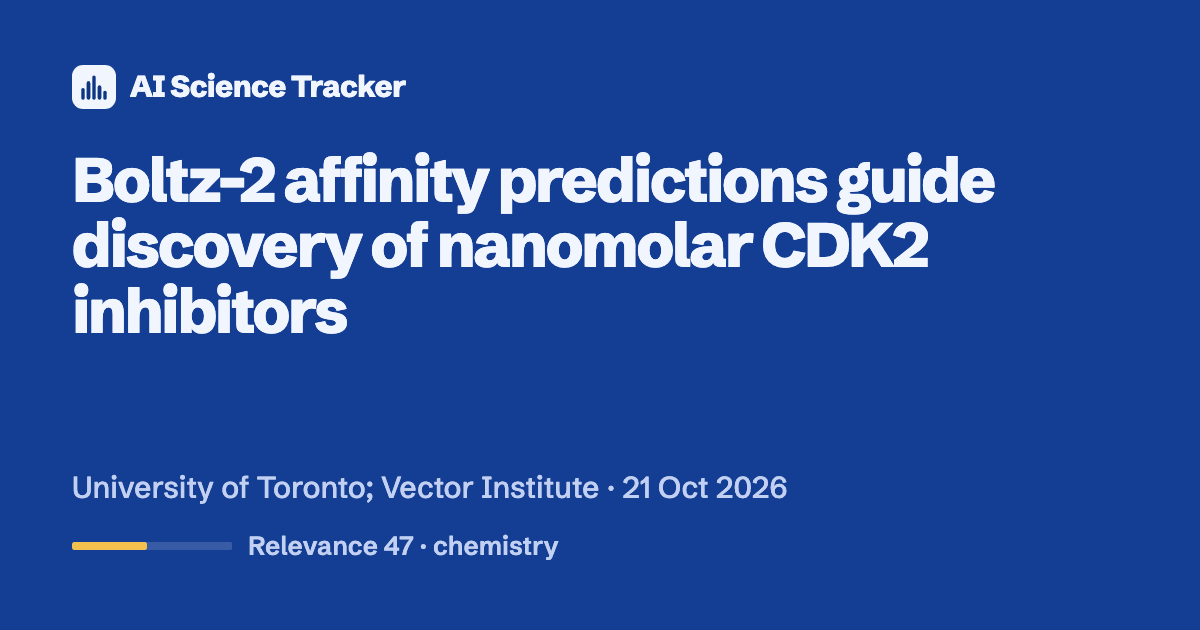 AI Science Tracker
Boltz-2 affinity predictions guide
discovery of nanomolar CDK2
inhibitors
University of Toronto; Vector Institute · 21 Oct 2026
Relevance 47 · chemistry